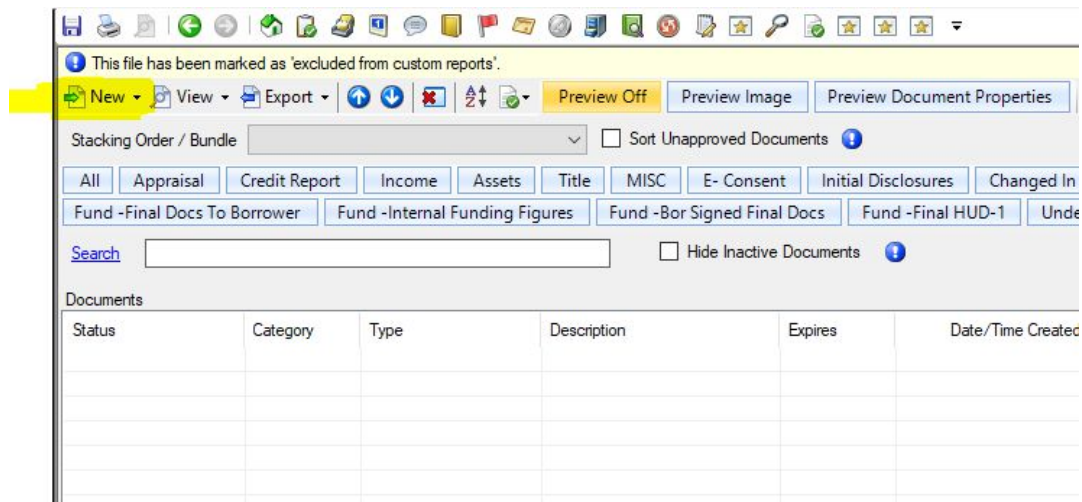 This file has been marked as 'excluded from custom reports'.
New View Export Preview Off Preview Image Preview Document Properties
Stacking Order / Bundle Sort Unapproved Documents
All Appraisal Credit Report Income Assets Title MISC E- Consent Initial Disclosures Changed In
Fund -Final Docs To Borrower Fund -Internal Funding Figures Fund -Bor Signed Final Docs Fund -Final HUD-1 Unde
Search Hide Inactive Documents
Documents
Status Category Type Description Expires Date/Time Created